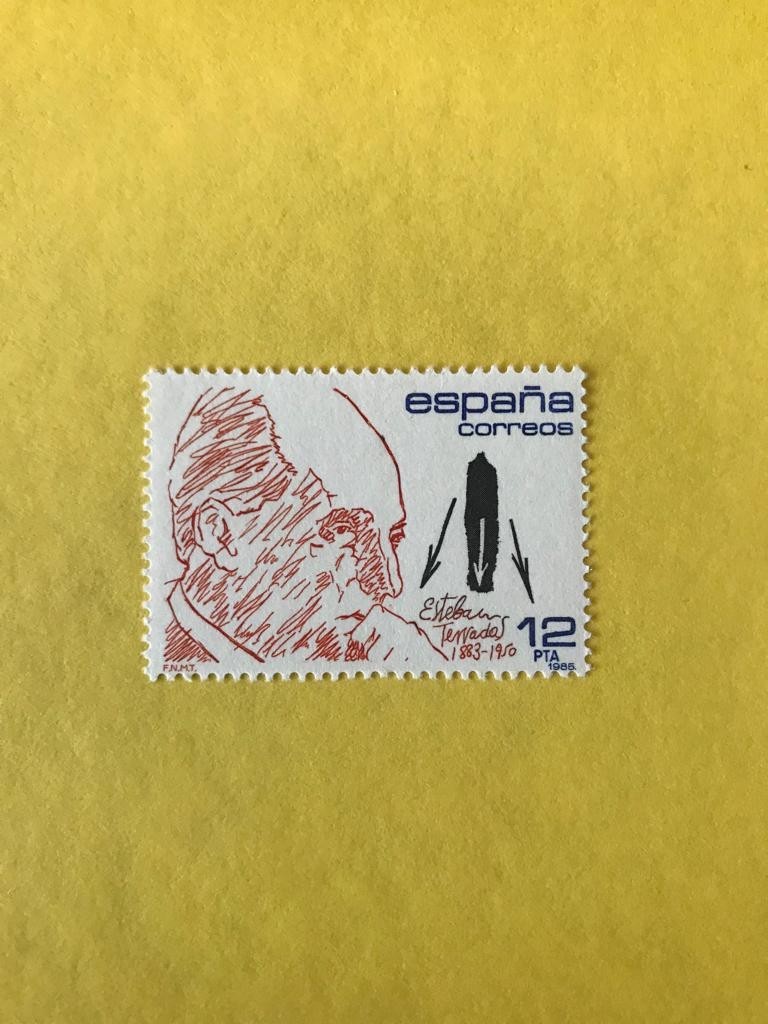 españa
correos
Esteban
Terradas
1883-1950
12
PTA
1985.
F.N.M.T.